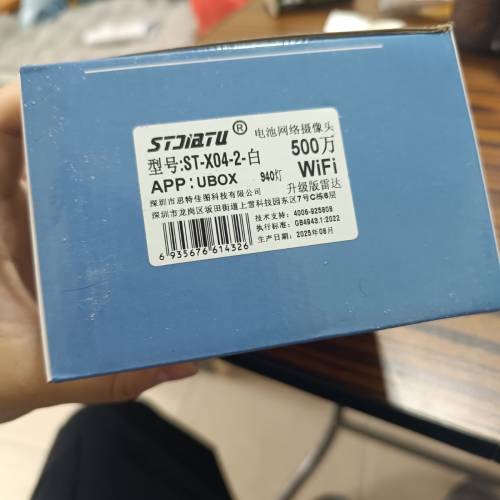 STJIATU®
电池网络摄像头
型号:ST-X04-2-白
500万
APP:UBOX
940灯
WiFi
深圳市思特佳图科技有限公司
升级版雷达
深圳市龙岗区坂田街道上雪科技园东区7号C栋6层
技术支持: 4006-925809
执行标准: GB4943.1:2022
生产日期: 2025年08月
6 935676 614326